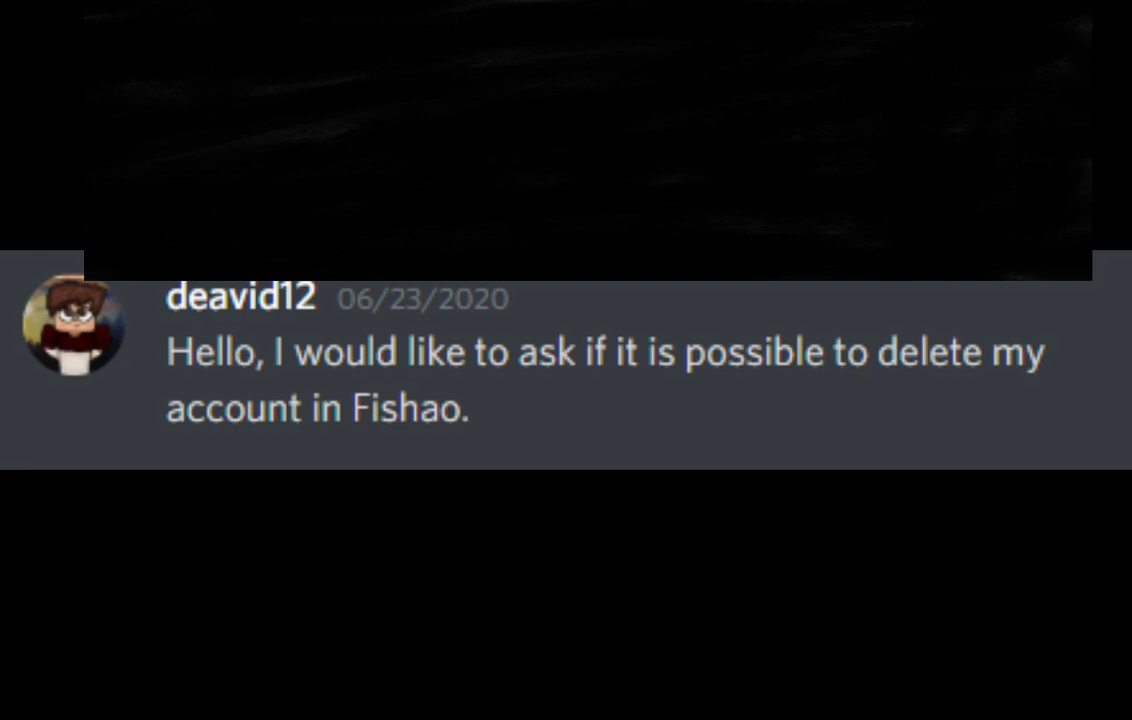 deavid12 06/23/2020
Hello, I would like to ask if it is possible to delete my
account in Fishao.